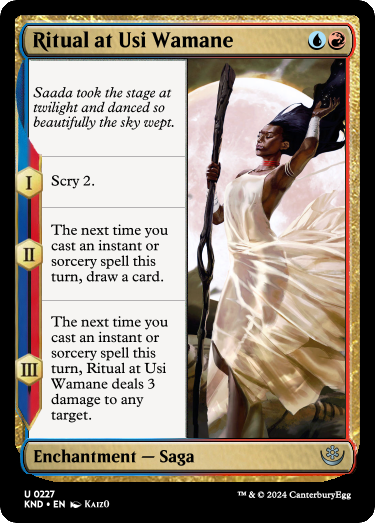 Ritual at Usi Wamane
Saada took the stage at
twilight and danced so
beautifully the sky wept.
I
Scry 2.
II
The next time you
cast an instant or
sorcery spell this
turn, draw a card.
III
The next time you
cast an instant or
sorcery spell this
turn, Ritual at Usi
Wamane deals 3
damage to any
target.
Enchantment — Saga
U 0227
KND • EN KAIZ0
™ & © 2024 CanterburyEgg